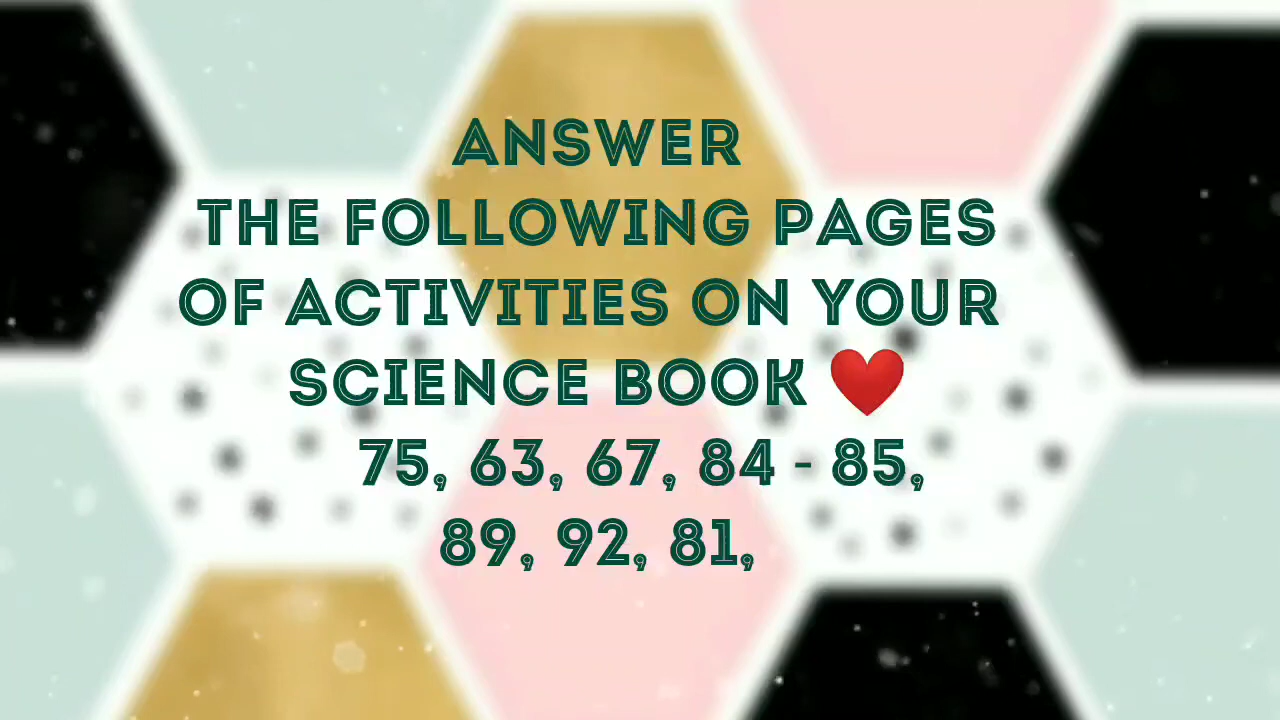 ANSWER
THE FOLLOWING PAGES
OF ACTIVITIES ON YOUR
SCIENCE BOOK ❤️
75, 63, 67, 84 - 85,
89, 92, 81,